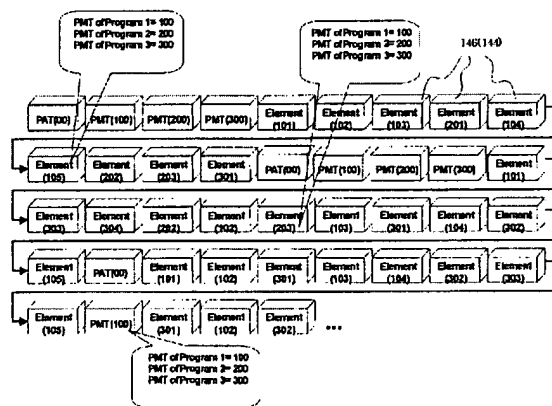 PMT of Program 1= 100
PMT of Program 2= 200
PMT of Program 3= 300
PMT of Program 1= 100
PMT of Program 2= 200
PMT of Program 3= 300
146(144)
PAT(00) PMT(100) PMT(200) PMT(300) Element (101) Element (102) Element (103) Element (201) Element (104)
Element (105) Element (202) Element (203) Element (301) PAT(00) PMT(100) PMT(200) PMT(300) Element (101)
Element (303) Element (304) Element (202) Element (102) Element (203) Element (103) Element (301) Element (104) Element (302)
Element (105) PAT(00) Element (101) Element (102) Element (301) Element (103) Element (104) Element (302) Element (303)
Element (105) PMT(100) Element (301) Element (102) Element (302) ...
PMT of Program 1= 100
PMT of Program 2= 200
PMT of Program 3= 300